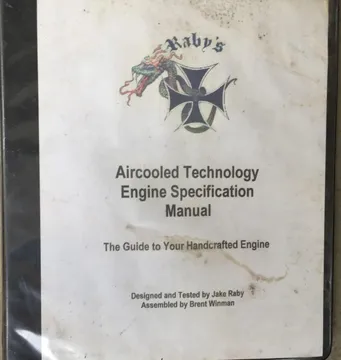 Raby's
Aircooled Technology
Engine Specification
Manual
The Guide to Your Handcrafted Engine
Designed and Tested by Jake Raby
Assembled by Brent Winman